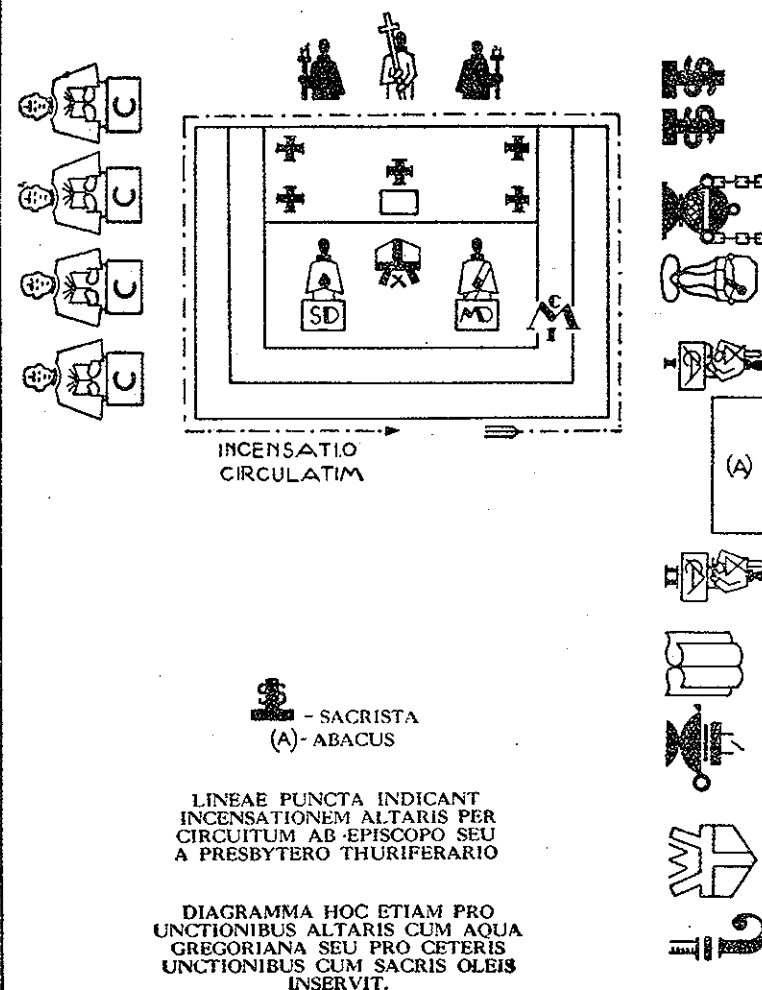 C
C
C
C
SD
MD
C
M
I
I
(A)
II
INCENSATIO
CIRCULATIM
S - SACRISTA
(A) - ABACUS
LINEAE PUNCTA INDICANT
INCENSATIONEM ALTARIS PER
CIRCUITUM AB EPISCOPO SEU
A PRESBYTERO THURIFERARIO
DIAGRAMMA HOC ETIAM PRO
UNCTIONIBUS ALTARIS CUM AQUA
GREGORIANA SEU PRO CETERIS
UNCTIONIBUS CUM SACRIS OLEIS
INSERVIT.